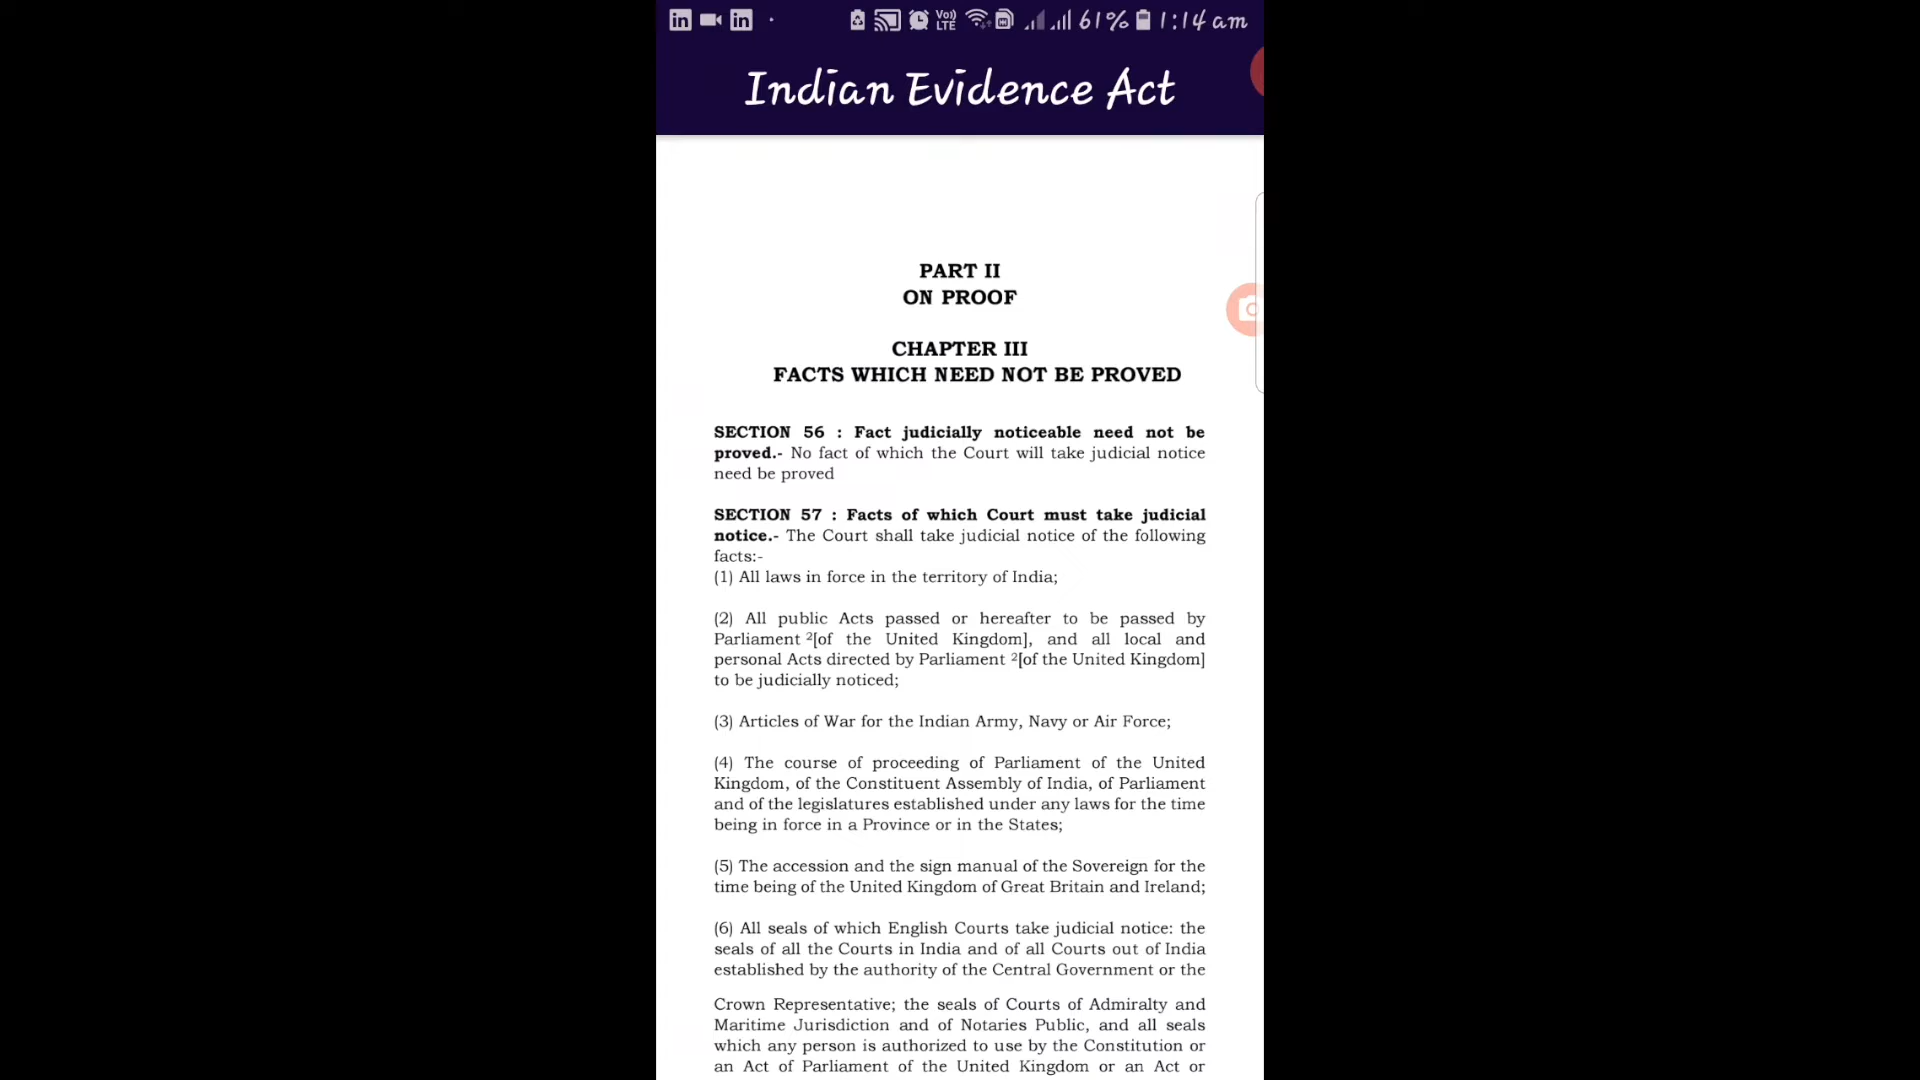 in in · Vo)) LTE 61% 1:14 am
Indian Evidence Act
PART II
ON PROOF
CHAPTER III
FACTS WHICH NEED NOT BE PROVED
SECTION 56 : Fact judicially noticeable need not be
proved.- No fact of which the Court will take judicial notice
need be proved
SECTION 57 : Facts of which Court must take judicial
notice.- The Court shall take judicial notice of the following
facts:-
(1) All laws in force in the territory of India;
(2) All public Acts passed or hereafter to be passed by
Parliament ²[of the United Kingdom], and all local and
personal Acts directed by Parliament ²[of the United Kingdom]
to be judicially noticed;
(3) Articles of War for the Indian Army, Navy or Air Force;
(4) The course of proceeding of Parliament of the United
Kingdom, of the Constituent Assembly of India, of Parliament
and of the legislatures established under any laws for the time
being in force in a Province or in the States;
(5) The accession and the sign manual of the Sovereign for the
time being of the United Kingdom of Great Britain and Ireland;
(6) All seals of which English Courts take judicial notice: the
seals of all the Courts in India and of all Courts out of India
established by the authority of the Central Government or the
Crown Representative; the seals of Courts of Admiralty and
Maritime Jurisdiction and of Notaries Public, and all seals
which any person is authorized to use by the Constitution or
an Act of Parliament of the United Kingdom or an Act or